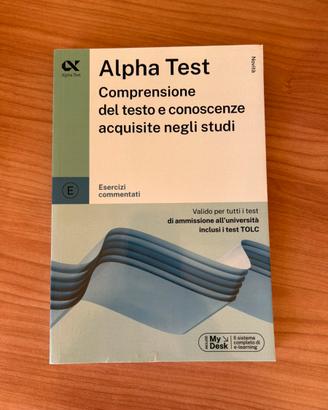 Alpha Test
Alpha Test
Novità
Comprensione
del testo e conoscenze
acquisite negli studi
E
Esercizi
commentati
Valido per tutti i test
di ammissione all'università
inclusi i test TOLC
My
Desk
Il sistema
completo di
e-learning